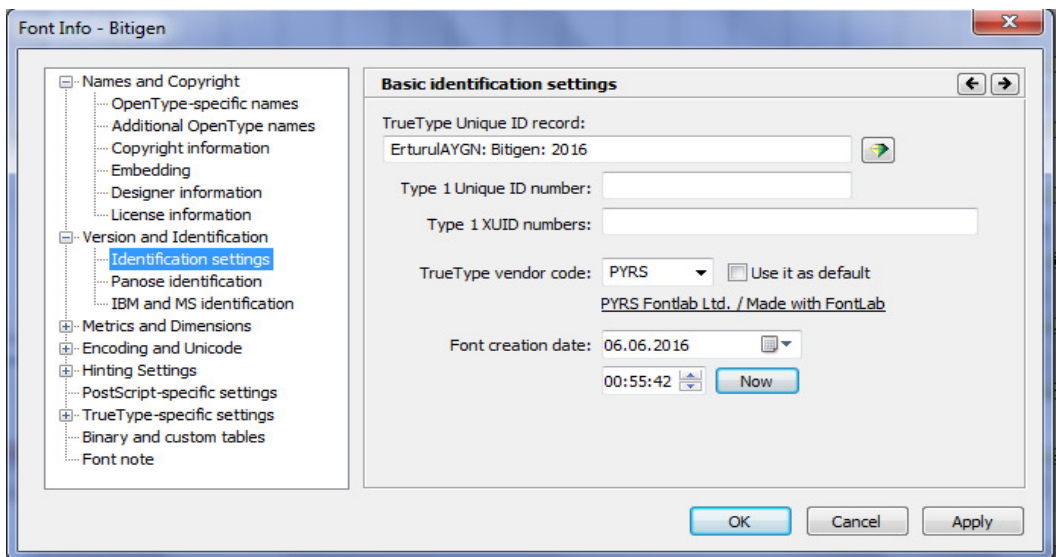 Font Info - Bitigen
Names and Copyright
OpenType-specific names
Additional OpenType names
Copyright information
Embedding
Designer information
License information
Version and Identification
Identification settings
Panose identification
IBM and MS identification
Metrics and Dimensions
Encoding and Unicode
Hinting Settings
PostScript-specific settings
TrueType-specific settings
Binary and custom tables
Font note
Basic identification settings
TrueType Unique ID record:
ErturulAYGN: Bitigen: 2016
Type 1 Unique ID number:
Type 1 XUID numbers:
TrueType vendor code: PYRS Use it as default
PYRS Fontlab Ltd. / Made with FontLab
Font creation date: 06.06.2016
00:55:42 Now
OK Cancel Apply